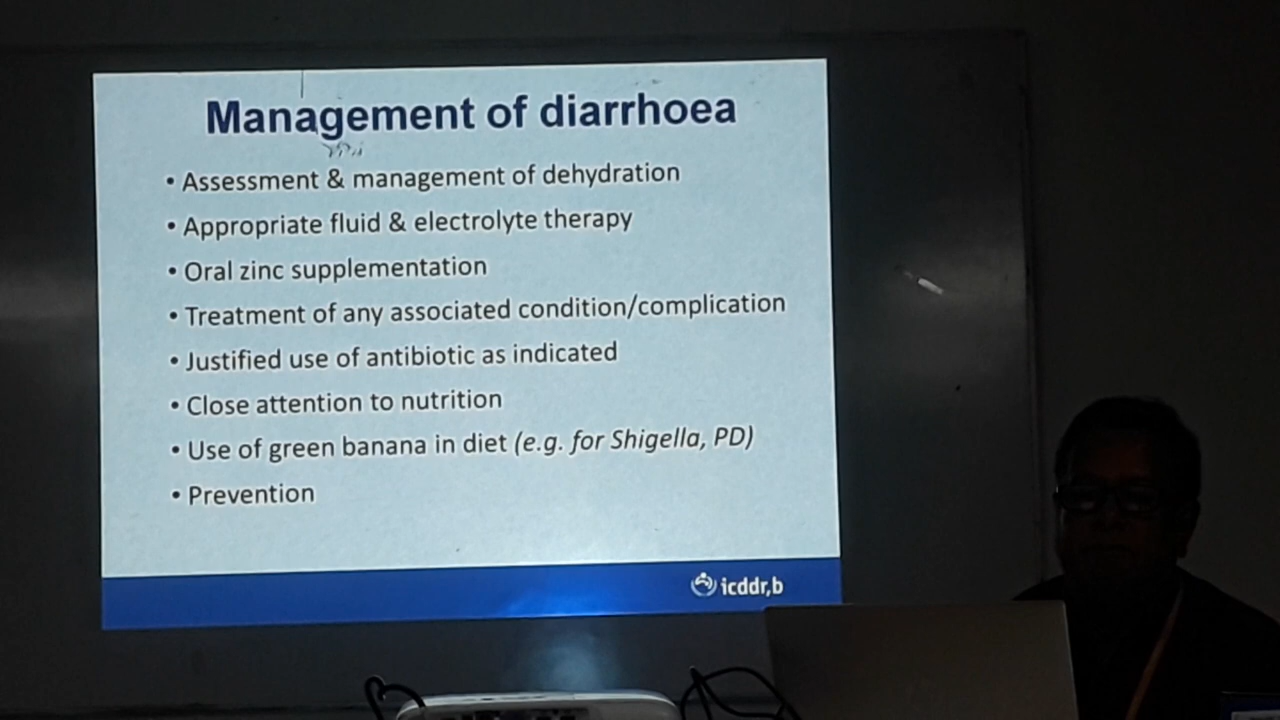 Management of diarrhoea
• Assessment & management of dehydration
• Appropriate fluid & electrolyte therapy
• Oral zinc supplementation
• Treatment of any associated condition/complication
• Justified use of antibiotic as indicated
• Close attention to nutrition
• Use of green banana in diet (e.g. for Shigella, PD)
• Prevention
icddr,b